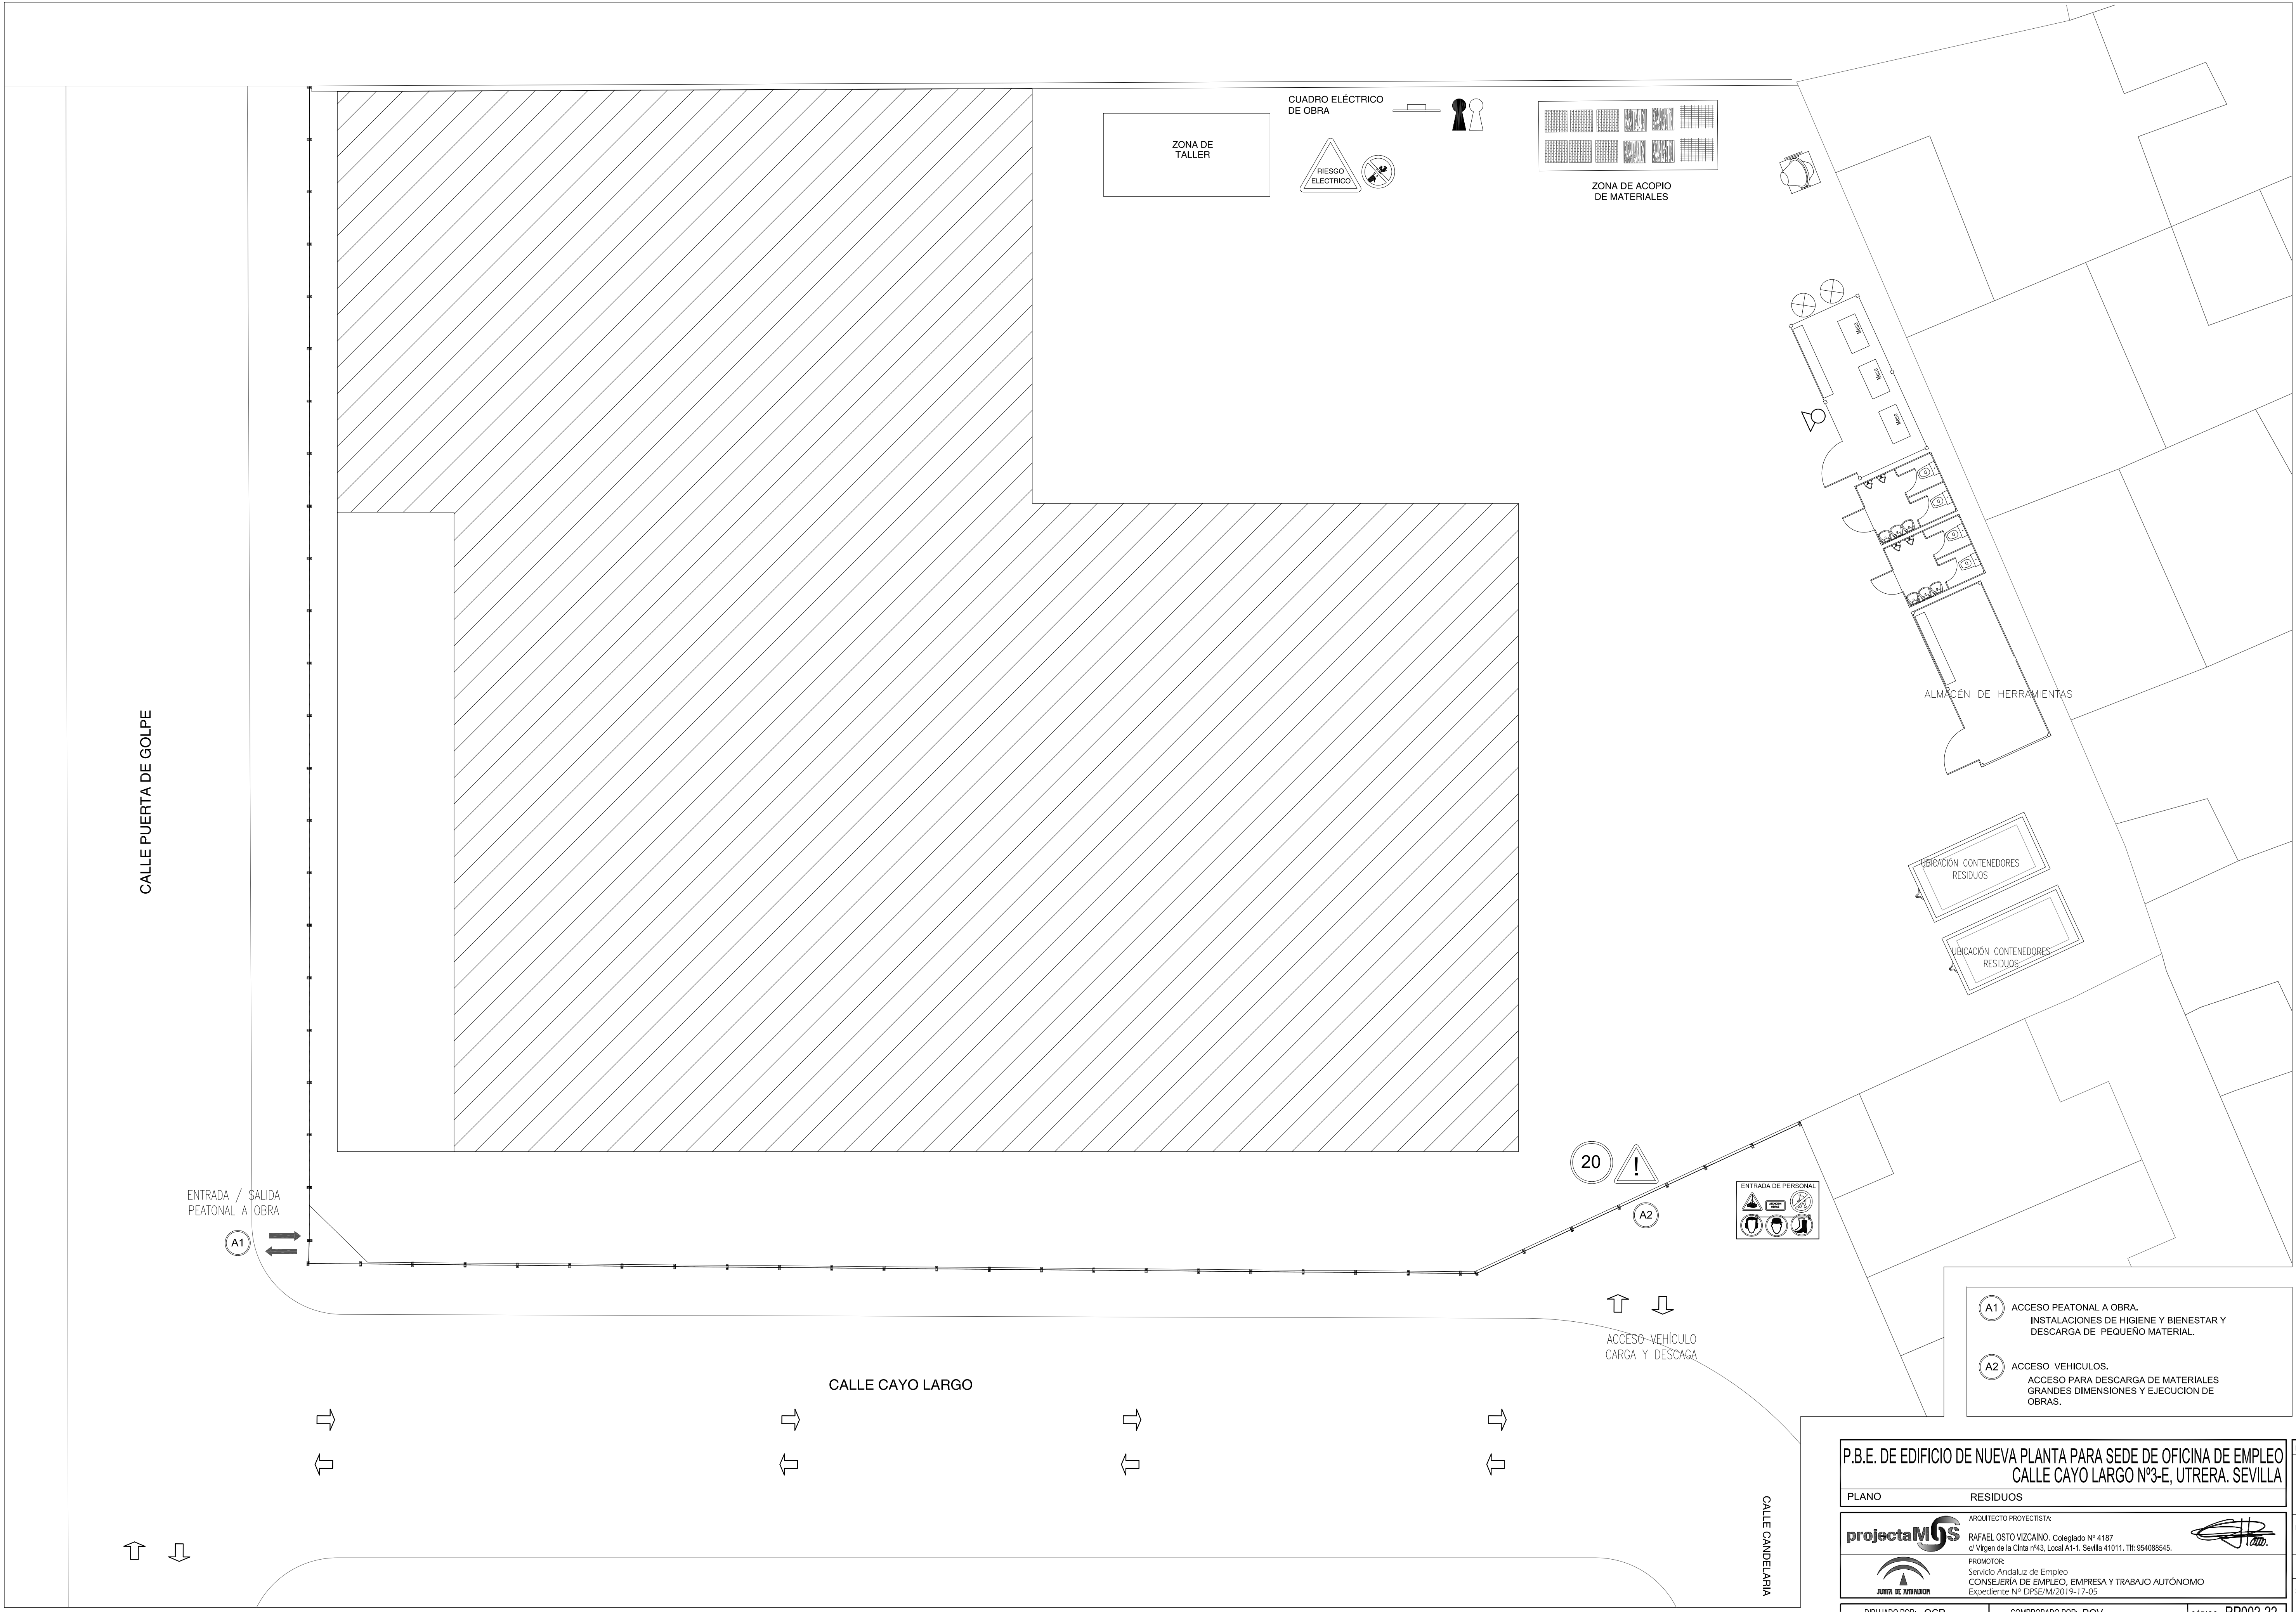 CUADRO ELÉCTRICO
DE OBRA
ZONA DE
TALLER
RIESGO
ELECTRICO
ZONA DE ACOPIO
DE MATERIALES
Mesa
Mesa
Mesa
ALMACÉN DE HERRAMIENTAS
CALLE PUERTA DE GOLPE
UBICACIÓN CONTENEDORES
RESIDUOS
UBICACIÓN CONTENEDORES
RESIDUOS
20
!
ENTRADA DE PERSONAL
A2
ENTRADA / SALIDA
PEATONAL A OBRA
A1
ACCESO VEHÍCULO
CARGA Y DESCAGA
CALLE CAYO LARGO
CALLE CANDELARIA
A1 ACCESO PEATONAL A OBRA.
INSTALACIONES DE HIGIENE Y BIENESTAR Y
DESCARGA DE PEQUEÑO MATERIAL.
A2 ACCESO VEHICULOS.
ACCESO PARA DESCARGA DE MATERIALES
GRANDES DIMENSIONES Y EJECUCION DE
OBRAS.
P.B.E. DE EDIFICIO DE NUEVA PLANTA PARA SEDE DE OFICINA DE EMPLEO
CALLE CAYO LARGO Nº3-E, UTRERA. SEVILLA
PLANO RESIDUOS
projectaMGS
ARQUITECTO PROYECTISTA:
RAFAEL OSTO VIZCAINO. Colegiado Nº 4187
c/ Virgen de la Cinta nº43, Local A1-1. Sevilla 41011. Tlf: 954088545.
JUNTA DE ANDALUCIA
PROMOTOR:
Servicio Andaluz de Empleo
CONSEJERÍA DE EMPLEO, EMPRESA Y TRABAJO AUTÓNOMO
Expediente Nº DPSE/M/2019-17-05